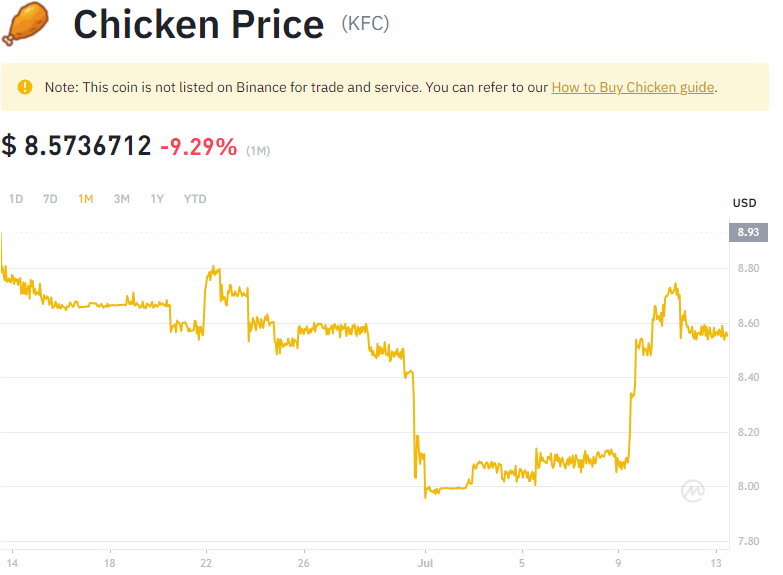 Chicken Price (KFC)
Note: This coin is not listed on Binance for trade and service. You can refer to our How to Buy Chicken guide.
$ 8.5736712 -9.29% (1M)
1D 7D 1M 3M 1Y YTD
USD
8.93
8.80
8.60
8.40
8.20
8.00
7.80
14 18 22 26 Jul 5 9 13